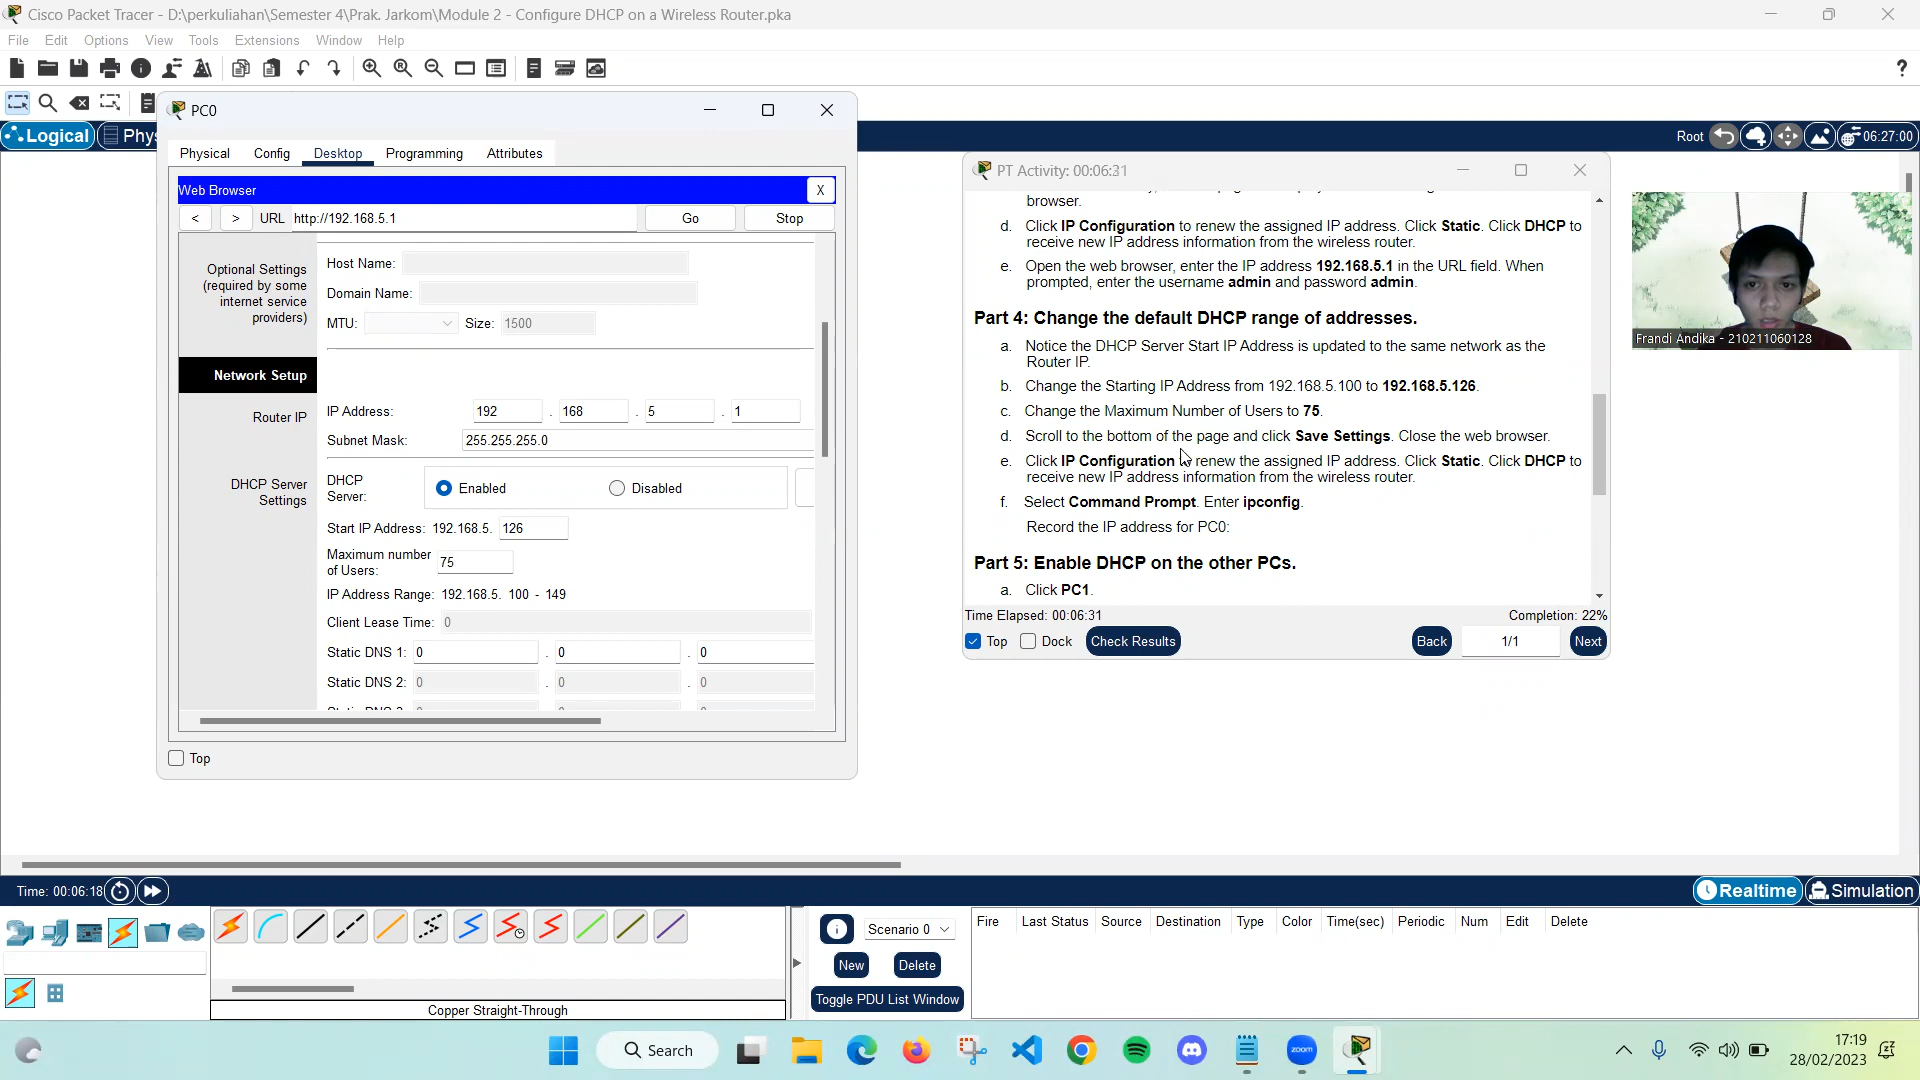 Cisco Packet Tracer - D:\perkuliahan\Semester 4\Prak. Jarkom\Module 2 - Configure DHCP on a Wireless Router.pka
File Edit Options View Tools Extensions Window Help
?
Logical Phy
Root 06:27:00
PC0
Physical Config Desktop Programming Attributes
Web Browser X
< > URL http://192.168.5.1 Go Stop
Optional Settings
(required by some
internet service
providers)
Host Name:
Domain Name:
MTU: Size: 1500
Network Setup
Router IP
IP Address: 192 . 168 . 5 . 1
Subnet Mask: 255.255.255.0
DHCP Server
Settings
DHCP
Server:
Enabled Disabled
Start IP Address: 192.168.5. 126
Maximum number
of Users: 75
IP Address Range: 192.168.5. 100 - 149
Client Lease Time: 0
Static DNS 1: 0 . 0 . 0
Static DNS 2: 0 . 0 . 0
Top
PT Activity: 00:06:31
browser.
d. Click IP Configuration to renew the assigned IP address. Click Static. Click DHCP to
receive new IP address information from the wireless router.
e. Open the web browser, enter the IP address 192.168.5.1 in the URL field. When
prompted, enter the username admin and password admin.
Part 4: Change the default DHCP range of addresses.
a. Notice the DHCP Server Start IP Address is updated to the same network as the
Router IP.
b. Change the Starting IP Address from 192.168.5.100 to 192.168.5.126.
c. Change the Maximum Number of Users to 75.
d. Scroll to the bottom of the page and click Save Settings. Close the web browser.
e. Click IP Configuration renew the assigned IP address. Click Static. Click DHCP to
receive new IP address information from the wireless router.
f. Select Command Prompt. Enter ipconfig.
Record the IP address for PC0:
Part 5: Enable DHCP on the other PCs.
a. Click PC1.
Time Elapsed: 00:06:31 Completion: 22%
Top Dock Check Results Back 1/1 Next
Frandi Andika - 210211060128
Time: 00:06:18
Realtime Simulation
Scenario 0
New Delete
Toggle PDU List Window
Fire Last Status Source Destination Type Color Time(sec) Periodic Num Edit Delete
Copper Straight-Through
Search
zoom
17:19
28/02/2023